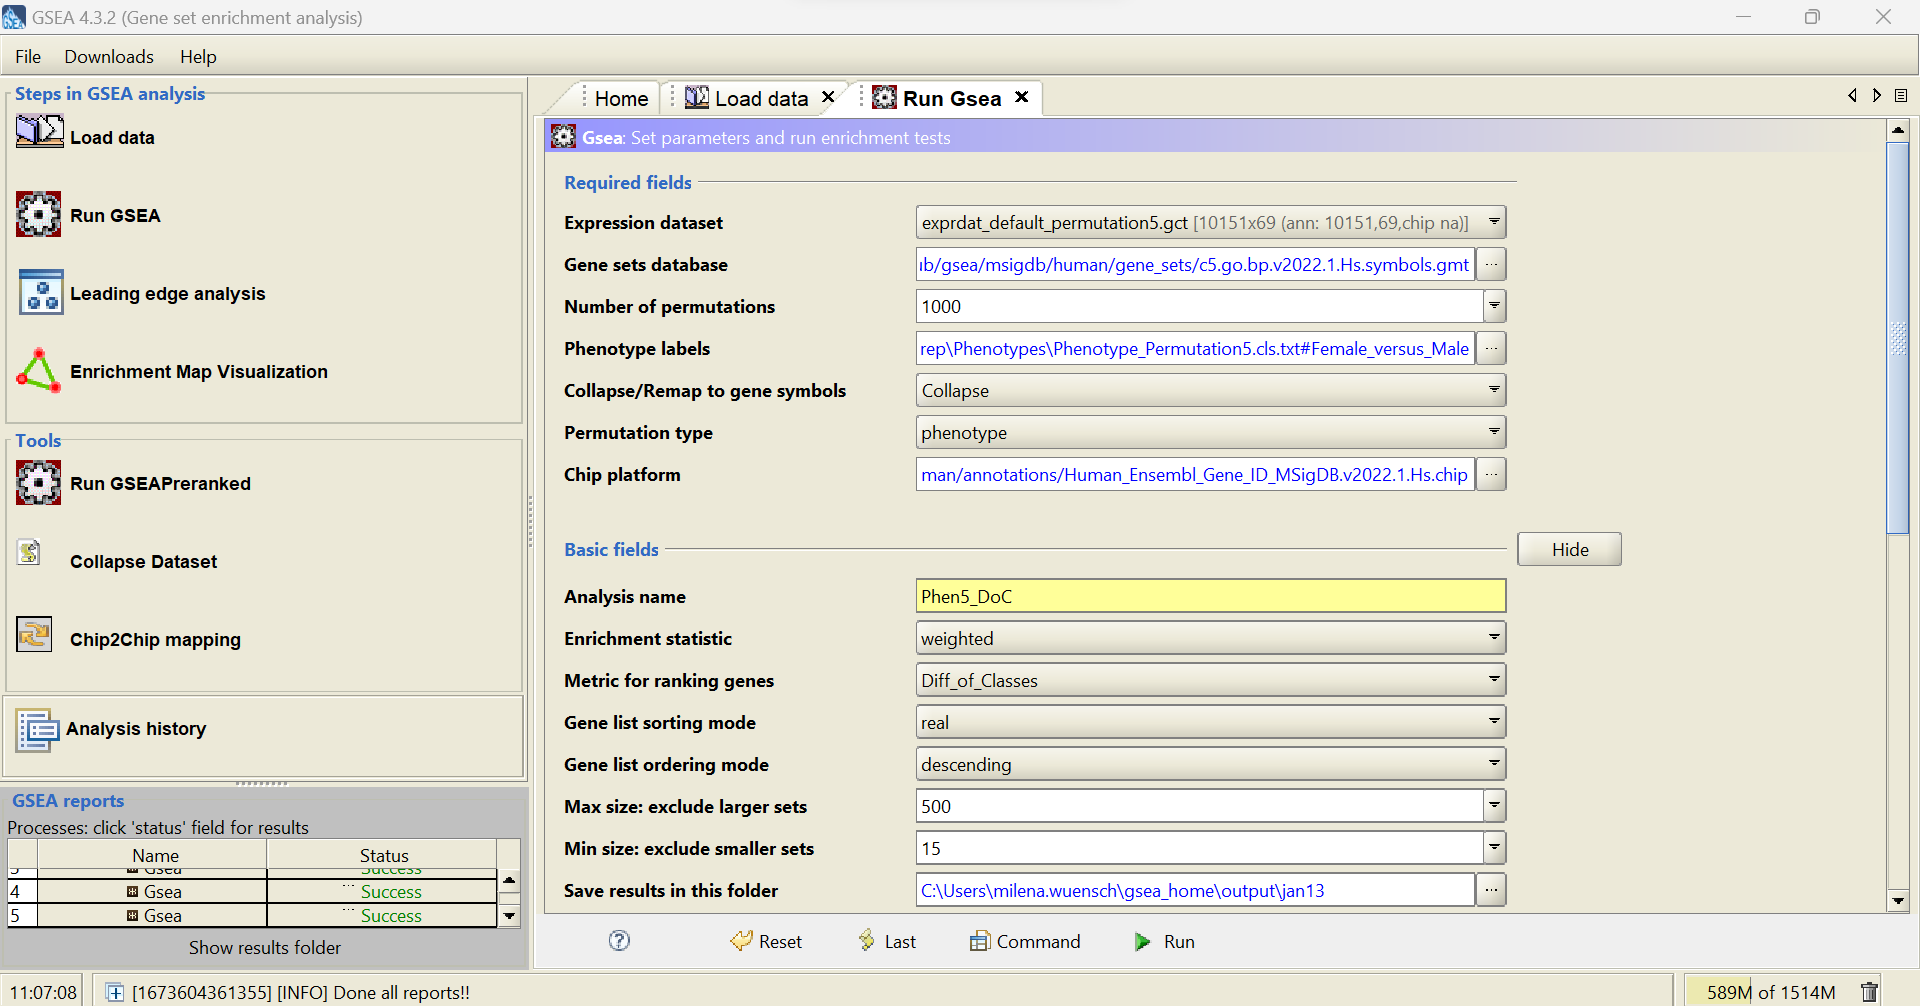 GSEA 4.3.2 (Gene set enrichment analysis)
File Downloads Help
Steps in GSEA analysis
Load data
Run GSEA
Leading edge analysis
Enrichment Map Visualization
Tools
Run GSEAPreranked
Collapse Dataset
Chip2Chip mapping
Analysis history
GSEA reports
Processes: click 'status' field for results
Name Status
3 Gsea ... Success
4 Gsea ... Success
5 Gsea ... Success
Show results folder
Home Load data Run Gsea
Gsea: Set parameters and run enrichment tests
Required fields
Expression dataset exprdat_default_permutation5.gct [10151x69 (ann: 10151,69,chip na)]
Gene sets database ıb/gsea/msigdb/human/gene_sets/c5.go.bp.v2022.1.Hs.symbols.gmt ...
Number of permutations 1000
Phenotype labels rep\Phenotypes\Phenotype_Permutation5.cls.txt#Female_versus_Male ...
Collapse/Remap to gene symbols Collapse
Permutation type phenotype
Chip platform man/annotations/Human_Ensembl_Gene_ID_MSigDB.v2022.1.Hs.chip ...
Basic fields Hide
Analysis name Phen5_DoC
Enrichment statistic weighted
Metric for ranking genes Diff_of_Classes
Gene list sorting mode real
Gene list ordering mode descending
Max size: exclude larger sets 500
Min size: exclude smaller sets 15
Save results in this folder C:\Users\milena.wuensch\gsea_home\output\jan13 ...
? Reset Last Command Run
11:07:08 [1673604361355] [INFO] Done all reports!! 589M of 1514M